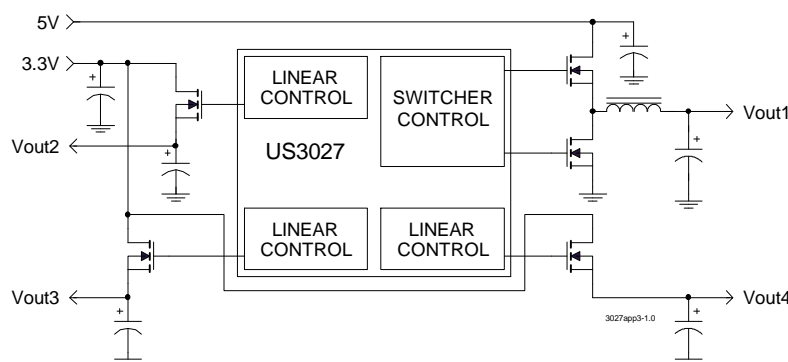 5V
3.3V
LINEAR
CONTROL
SWITCHER
CONTROL
Vout1
Vout2
US3027
LINEAR
CONTROL
LINEAR
CONTROL
Vout3
Vout4
3027app3-1.0
+
+
+
+
+
+